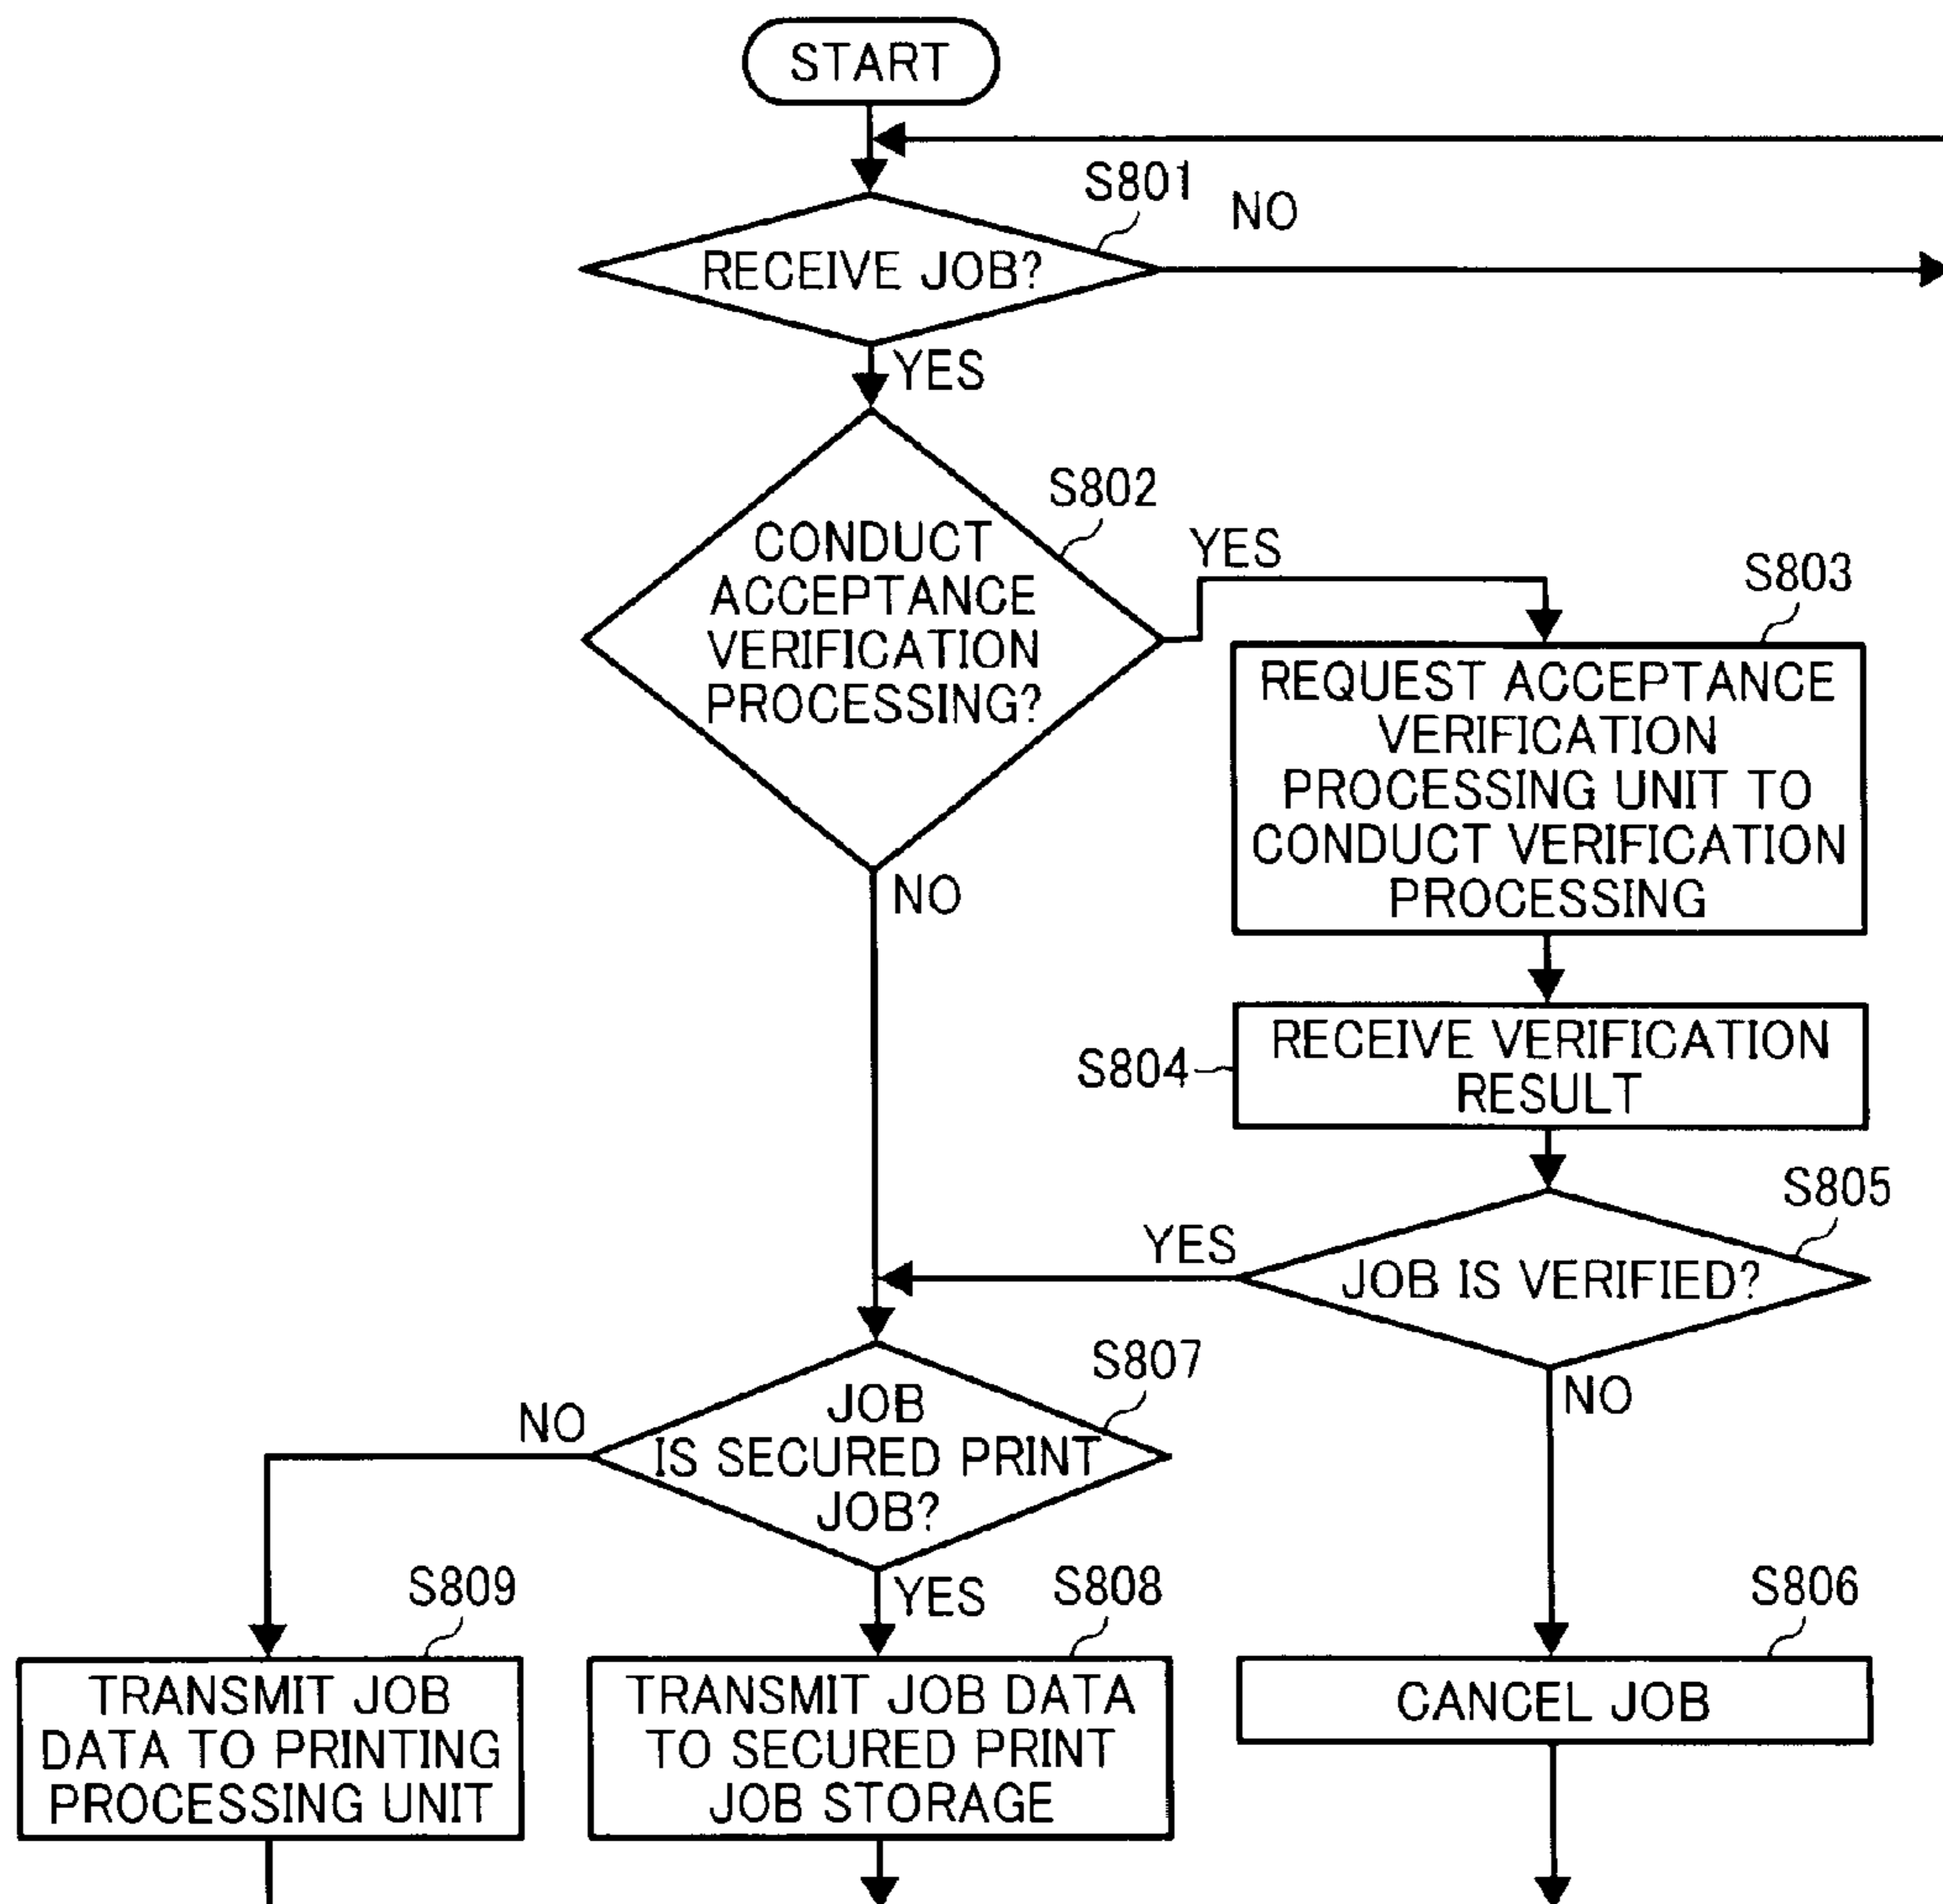 START
S801
NO
RECEIVE JOB?
YES
S802
CONDUCT
ACCEPTANCE
VERIFICATION
PROCESSING?
YES
S803
REQUEST ACCEPTANCE
VERIFICATION
PROCESSING UNIT TO
CONDUCT VERIFICATION
PROCESSING
NO
S804
RECEIVE VERIFICATION
RESULT
S805
YES
JOB IS VERIFIED?
NO
S807
JOB
IS SECURED PRINT
JOB?
NO
YES
S809
TRANSMIT JOB
DATA TO PRINTING
PROCESSING UNIT
S808
TRANSMIT JOB DATA
TO SECURED PRINT
JOB STORAGE
S806
CANCEL JOB